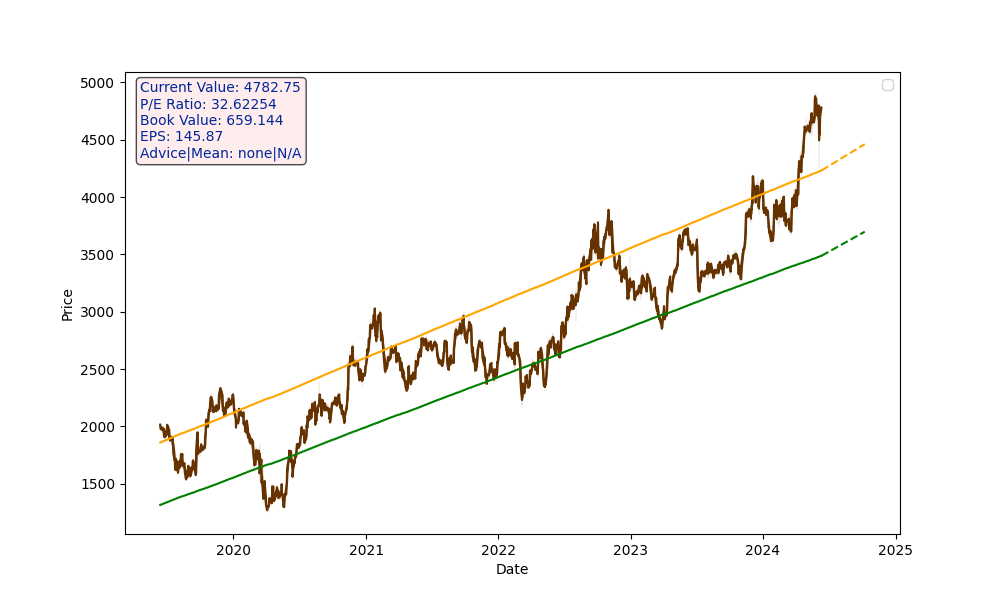 Current Value: 4782.75
P/E Ratio: 32.62254
Book Value: 659.144
EPS: 145.87
Advice|Mean: none|N/A
5000
4500
4000
3500
3000
2500
2000
1500
Price
2020
2021
2022
2023
2024
2025
Date